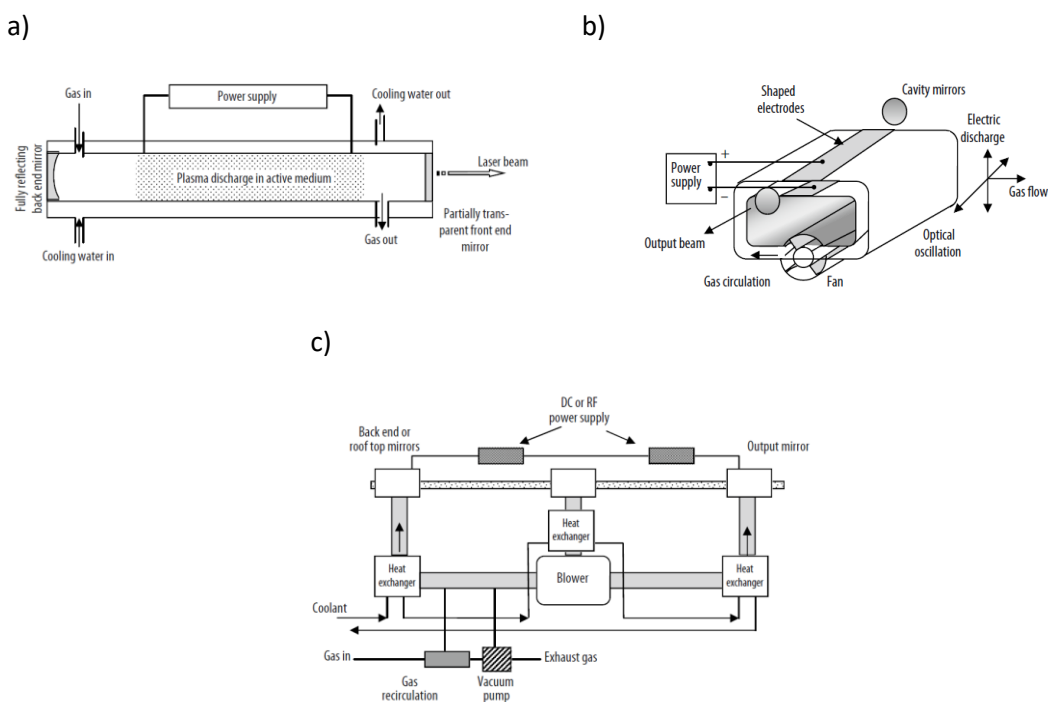 a)
b)
Gas in
Power supply
Cooling water out
Fully reflecting
back end mirror
Plasma discharge in active medium
Laser beam
Cooling water in
Gas out
Partially trans-
parent front end
mirror
Shaped
electrodes
Cavity mirrors
Electric
discharge
Power
supply
+
−
Gas flow
Output beam
Optical
oscillation
Gas circulation
Fan
c)
DC or RF
power supply
Back end or
roof top mirrors
Output mirror
Heat
exchanger
Heat
exchanger
Blower
Heat
exchanger
Coolant
Gas in
Exhaust gas
Gas
recirculation
Vacuum
pump